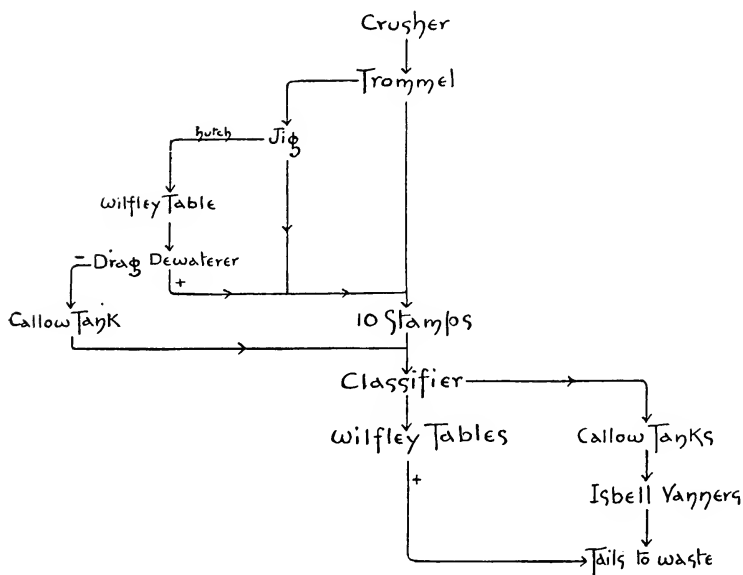 Crusher
Trommel
hutch
Jig
Wilfley Table
- Drag Dewaterer
+
Callow Tank
10 Stamps
Classifier
Wilfley Tables
Callow Tanks
+
Isbell Vanners
Tails to waste